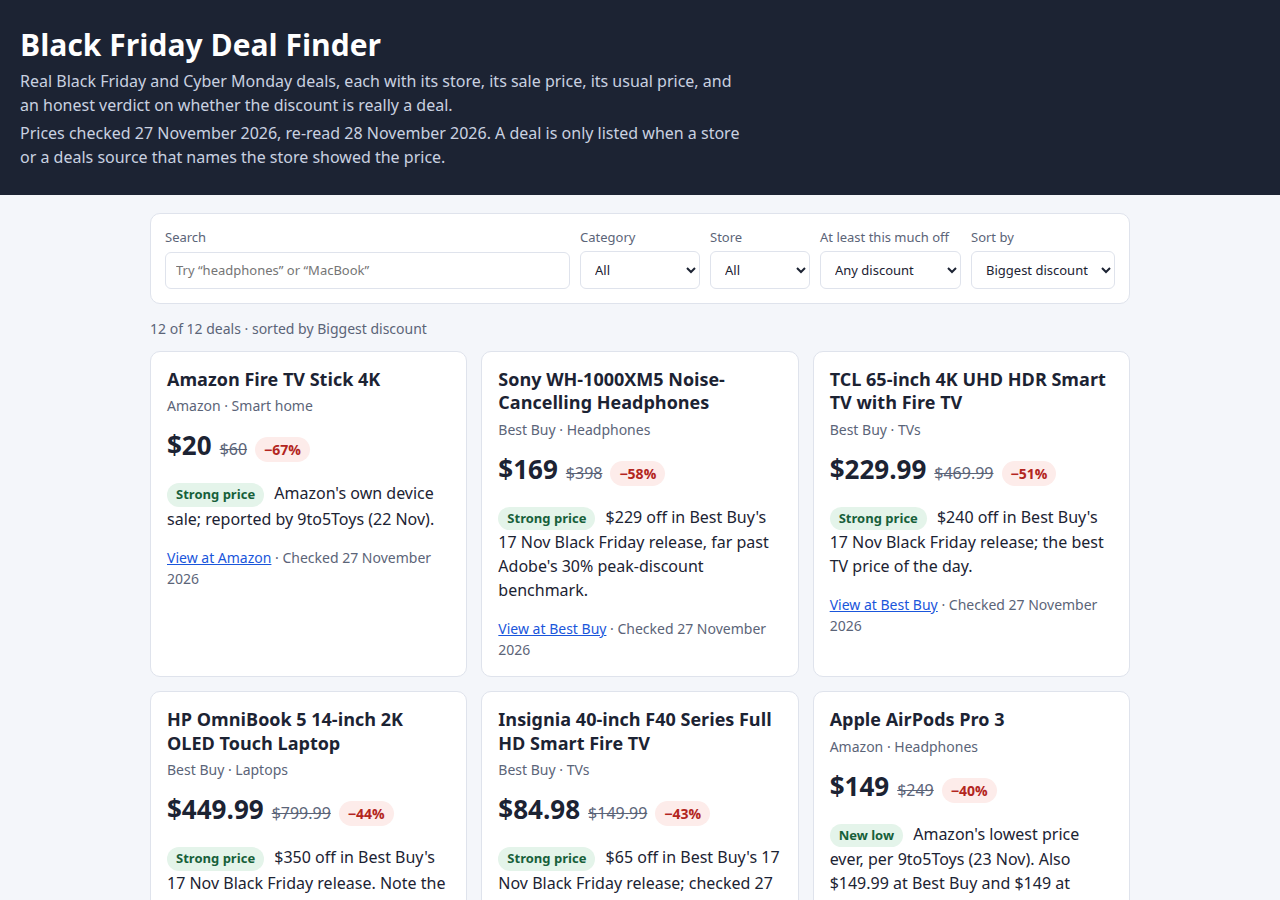 Black Friday Deal Finder
Real Black Friday and Cyber Monday deals, each with its store, its sale price, its usual price, and
an honest verdict on whether the discount is really a deal.
Prices checked 27 November 2026, re-read 28 November 2026. A deal is only listed when a store
or a deals source that names the store showed the price.
Search
Category
Store
At least this much off
Sort by
Try “headphones” or “MacBook”
All
All
Any discount
Biggest discount
12 of 12 deals · sorted by Biggest discount
Amazon Fire TV Stick 4K
Amazon · Smart home
$20 $60 −67%
Strong price Amazon's own device
sale; reported by 9to5Toys (22 Nov).
View at Amazon · Checked 27 November
2026
Sony WH-1000XM5 Noise-
Cancelling Headphones
Best Buy · Headphones
$169 $398 −58%
Strong price $229 off in Best Buy's
17 Nov Black Friday release, far past
Adobe's 30% peak-discount
benchmark.
View at Best Buy · Checked 27 November
2026
TCL 65-inch 4K UHD HDR Smart
TV with Fire TV
Best Buy · TVs
$229.99 $469.99 −51%
Strong price $240 off in Best Buy's
17 Nov Black Friday release; the best
TV price of the day.
View at Best Buy · Checked 27 November
2026
HP OmniBook 5 14-inch 2K
OLED Touch Laptop
Best Buy · Laptops
$449.99 $799.99 −44%
Strong price $350 off in Best Buy's
17 Nov Black Friday release. Note the
Insignia 40-inch F40 Series Full
HD Smart Fire TV
Best Buy · TVs
$84.98 $149.99 −43%
Strong price $65 off in Best Buy's 17
Nov Black Friday release; checked 27
Apple AirPods Pro 3
Amazon · Headphones
$149 $249 −40%
New low Amazon's lowest price
ever, per 9to5Toys (23 Nov). Also
$149.99 at Best Buy and $149 at